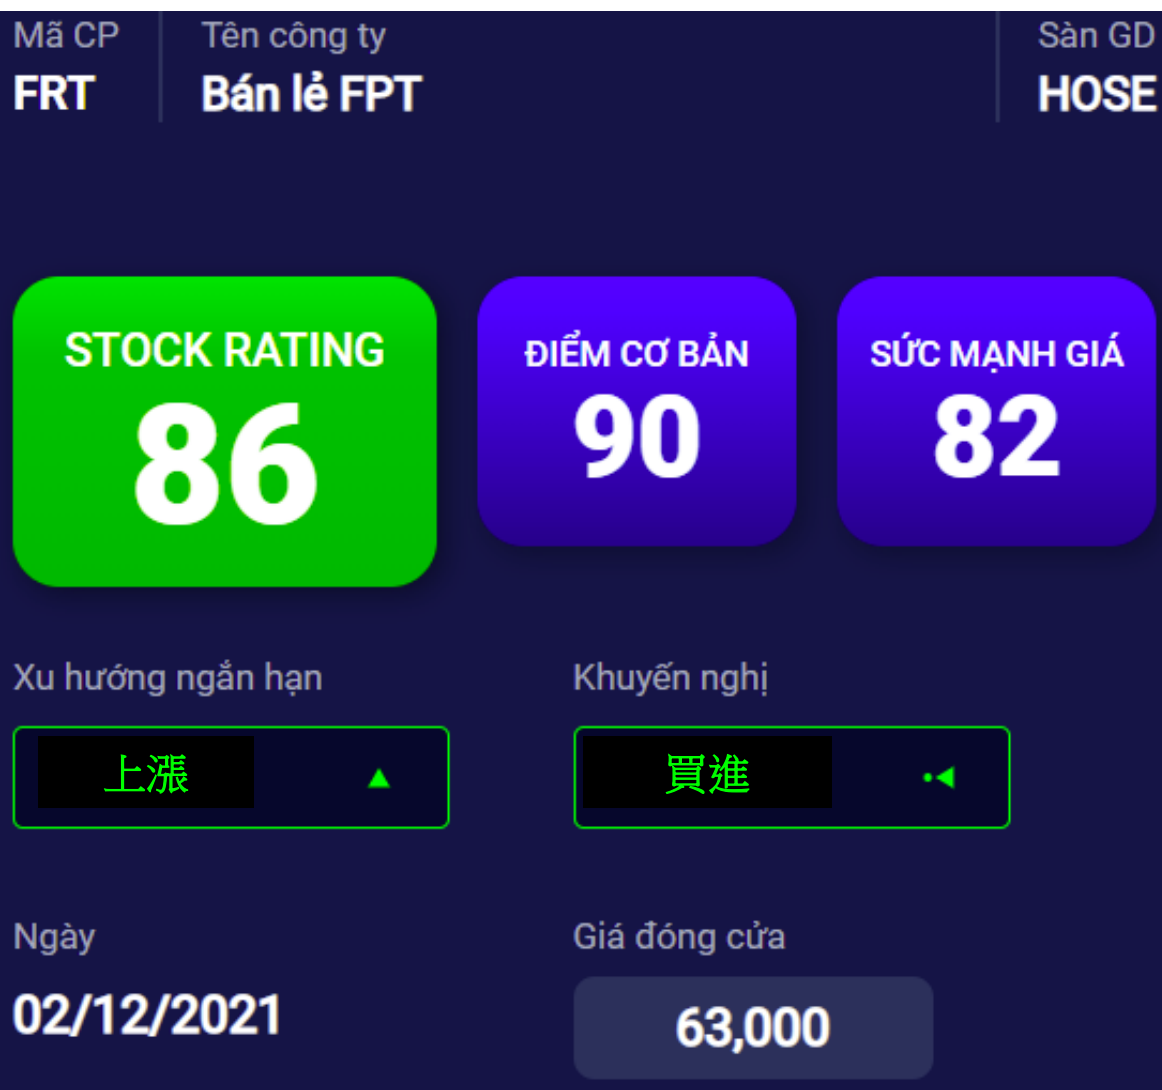 Mã CP
FRT
Tên công ty
Bán lẻ FPT
Sàn GD
HOSE
STOCK RATING
86
ĐIỂM CƠ BẢN
90
SỨC MẠNH GIÁ
82
Xu hướng ngắn hạn
上漲
Khuyến nghị
買進
Ngày
02/12/2021
Giá đóng cửa
63,000